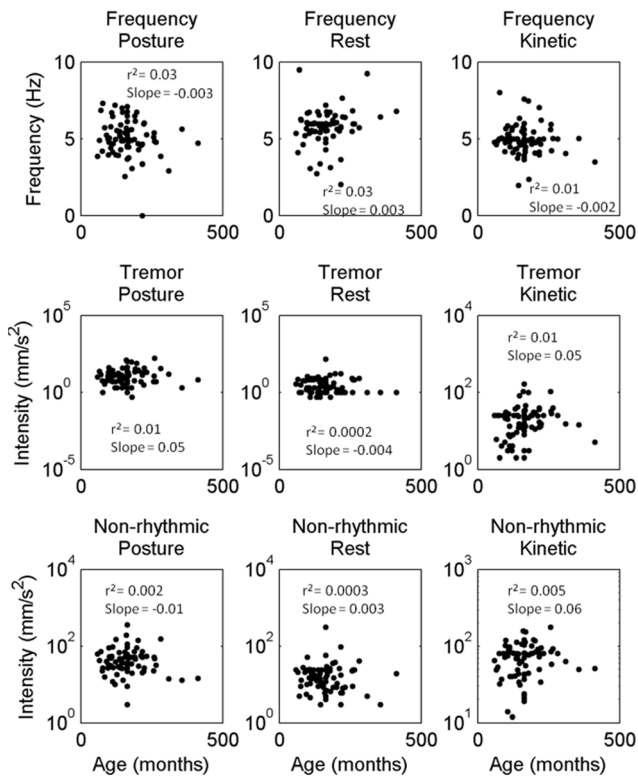 Frequency Posture
Frequency Rest
Frequency Kinetic
Frequency (Hz)
10
5
0
0
500
r² = 0.03
Slope = -0.003
10
5
0
0
500
r² = 0.03
Slope = 0.003
10
5
0
0
500
r² = 0.01
Slope = -0.002
Tremor Posture
Tremor Rest
Tremor Kinetic
Intensity (mm/s²)
10⁵
10⁰
10⁻⁵
0
500
r² = 0.01
Slope = 0.05
10⁵
10⁰
10⁻⁵
0
500
r² = 0.0002
Slope = -0.004
10⁴
10²
10⁰
0
500
r² = 0.01
Slope = 0.05
Non-rhythmic Posture
Non-rhythmic Rest
Non-rhythmic Kinetic
Intensity (mm/s²)
10⁴
10²
10⁰
0
500
r² = 0.002
Slope = -0.01
Age (months)
10⁴
10²
10⁰
0
500
r² = 0.0003
Slope = 0.003
Age (months)
10³
10²
10¹
0
500
r² = 0.005
Slope = 0.06
Age (months)